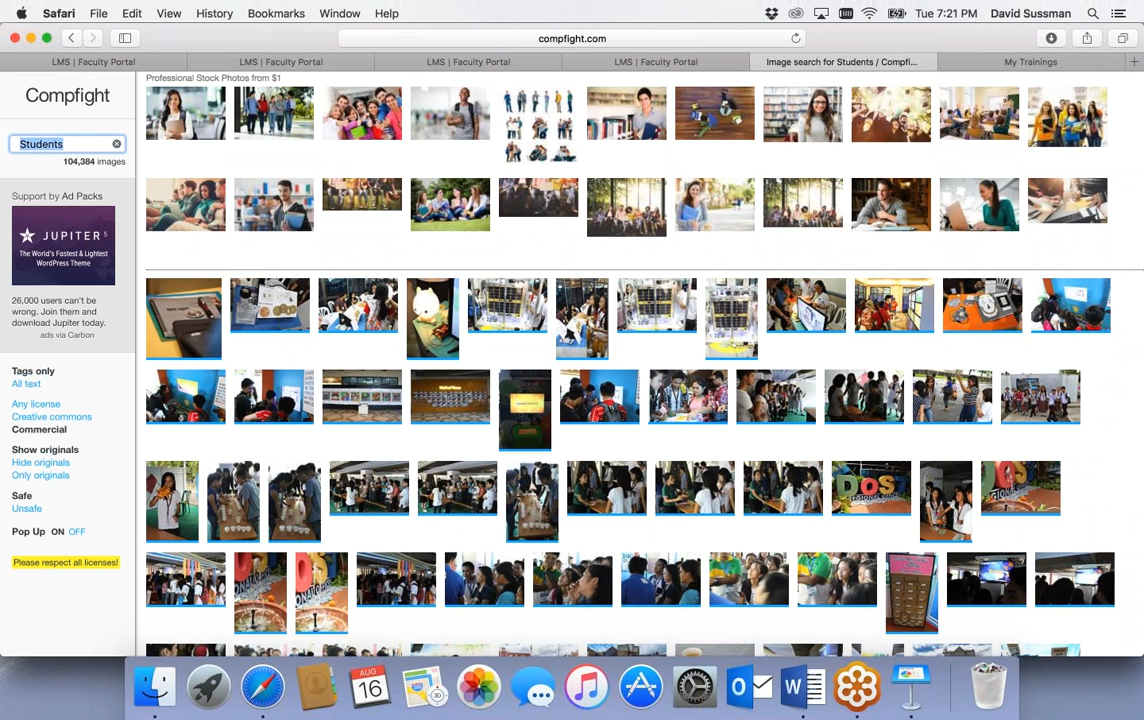 Safari File Edit View History Bookmarks Window Help Tue 7:21 PM David Sussman
compfight.com
LMS | Faculty Portal LMS | Faculty Portal LMS | Faculty Portal LMS | Faculty Portal Image search for Students / Compfi... My Trainings
Professional Stock Photos from $1
Compfight
Students
104,384 images
Support by Ad Packs
JUPITER 5
The World's Fastest & Lightest
WordPress Theme
26,000 users can't be
wrong. Join them and
download Jupiter today.
ads via Carbon
Tags only
All text
Any license
Creative commons
Commercial
Show originals
Hide originals
Only originals
Safe
Unsafe
Pop Up ON OFF
Please respect all licenses!
AUG
16